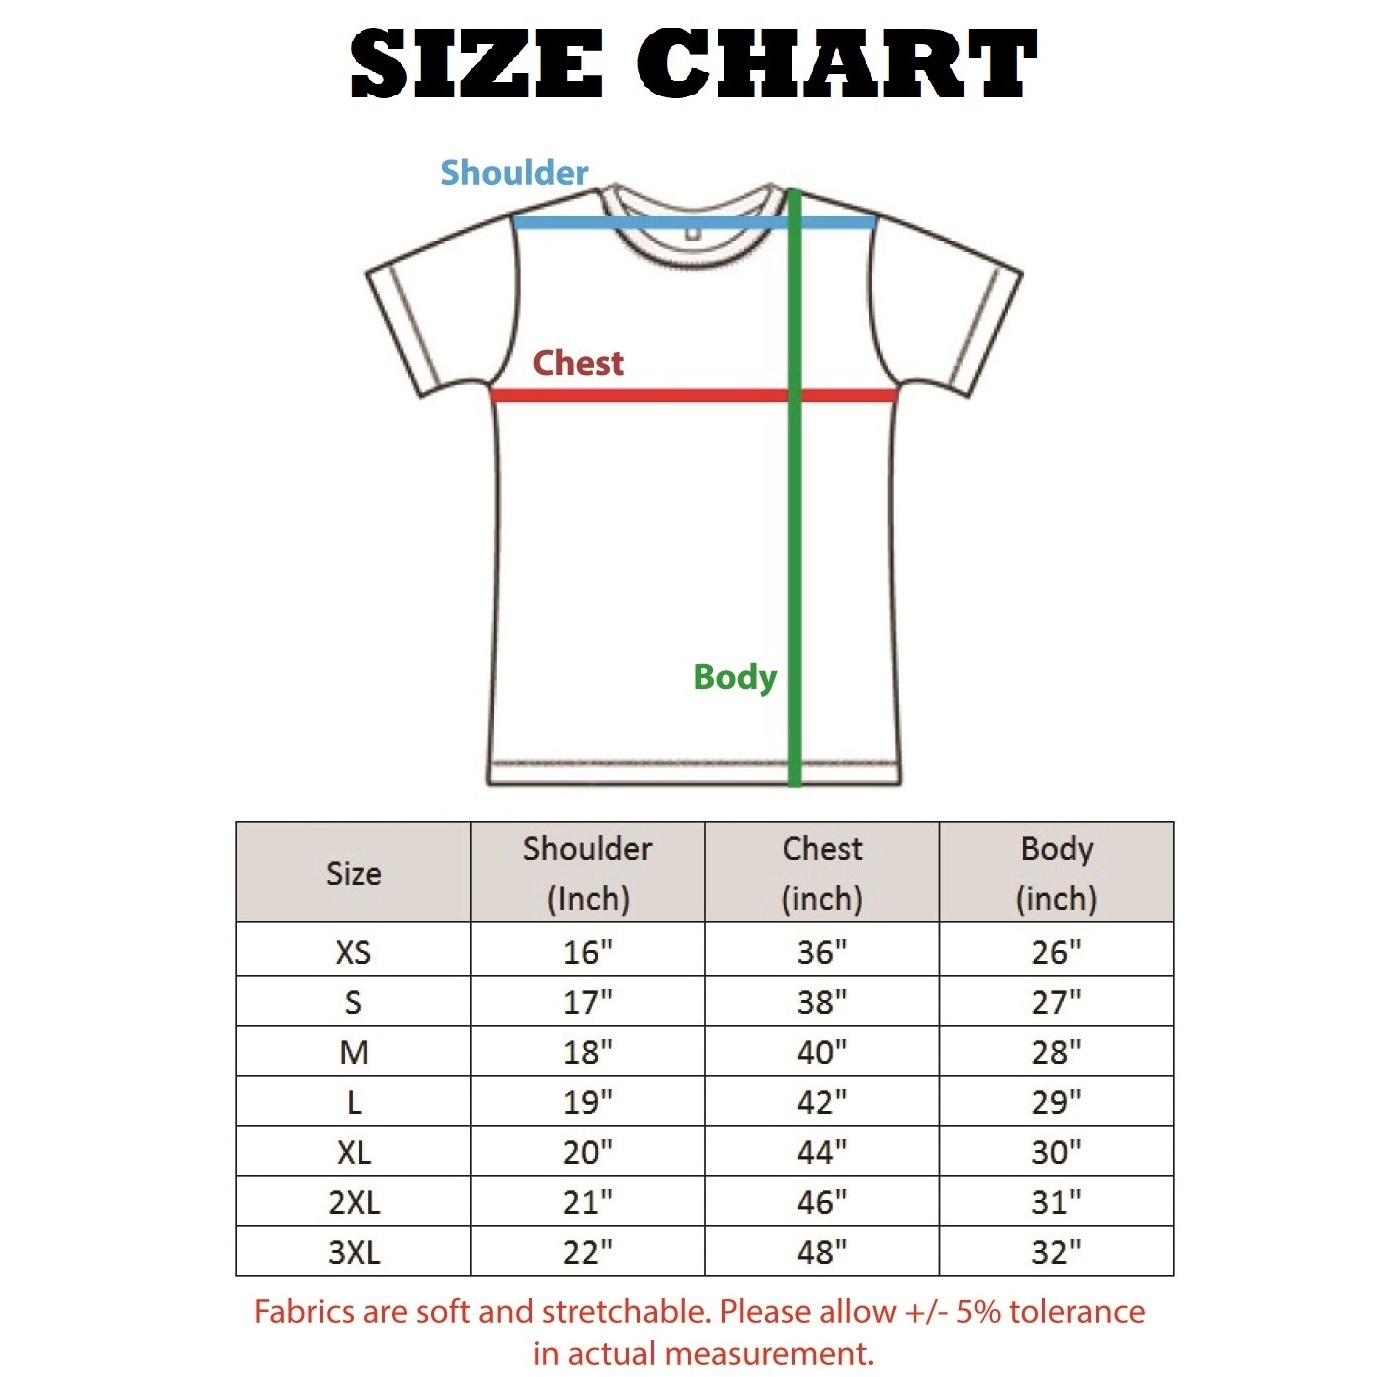 SIZE CHART
Shoulder
Chest
Body
Size Shoulder (Inch) Chest (inch) Body (inch)
XS 16" 36" 26"
S 17" 38" 27"
M 18" 40" 28"
L 19" 42" 29"
XL 20" 44" 30"
2XL 21" 46" 31"
3XL 22" 48" 32"
Fabrics are soft and stretchable. Please allow +/- 5% tolerance
in actual measurement.